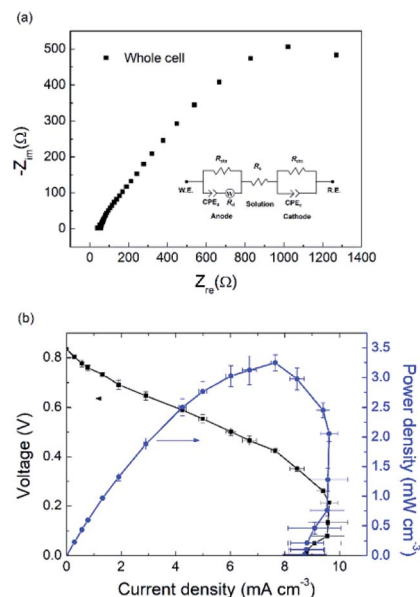 (a)
500
400
300
200
100
0
-Z_im(Ω)
Whole cell
R_s
W.E.
R.E.
CPE_a
R_d
Solution
CPE_c
Anode
Cathode
0 200 400 600 800 1000 1200 1400
Z_re(Ω)
(b)
0.8
0.6
0.4
0.2
0.0
Voltage (V)
3.5
3.0
2.5
2.0
1.5
1.0
0.5
0.0
Power density (mW cm⁻³)
0 2 4 6 8 10
Current density (mA cm⁻³)